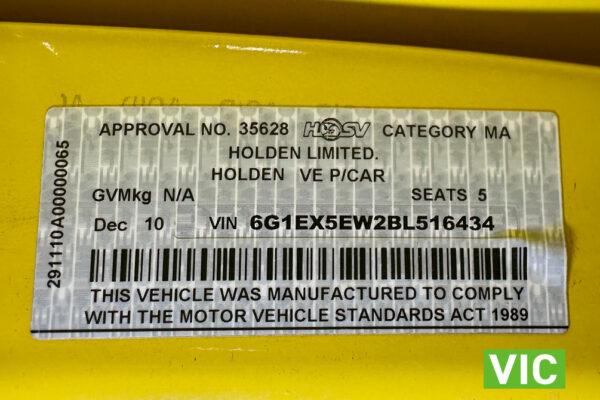 APPROVAL NO. 35628 HSV CATEGORY MA
HOLDEN LIMITED.
HOLDEN VE P/CAR
GVMkg N/A SEATS 5
Dec 10 VIN 6G1EX5EW2BL516434
THIS VEHICLE WAS MANUFACTURED TO COMPLY
WITH THE MOTOR VEHICLE STANDARDS ACT 1989
291110A00000065
VIC